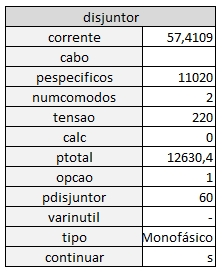 disjuntor
corrente 57,4109
cabo
pespecificos 11020
numcomodos 2
tensao 220
calc 0
ptotal 12630,4
opcao 1
pdisjuntor 60
varinutil -
tipo Monofásico
continuar s